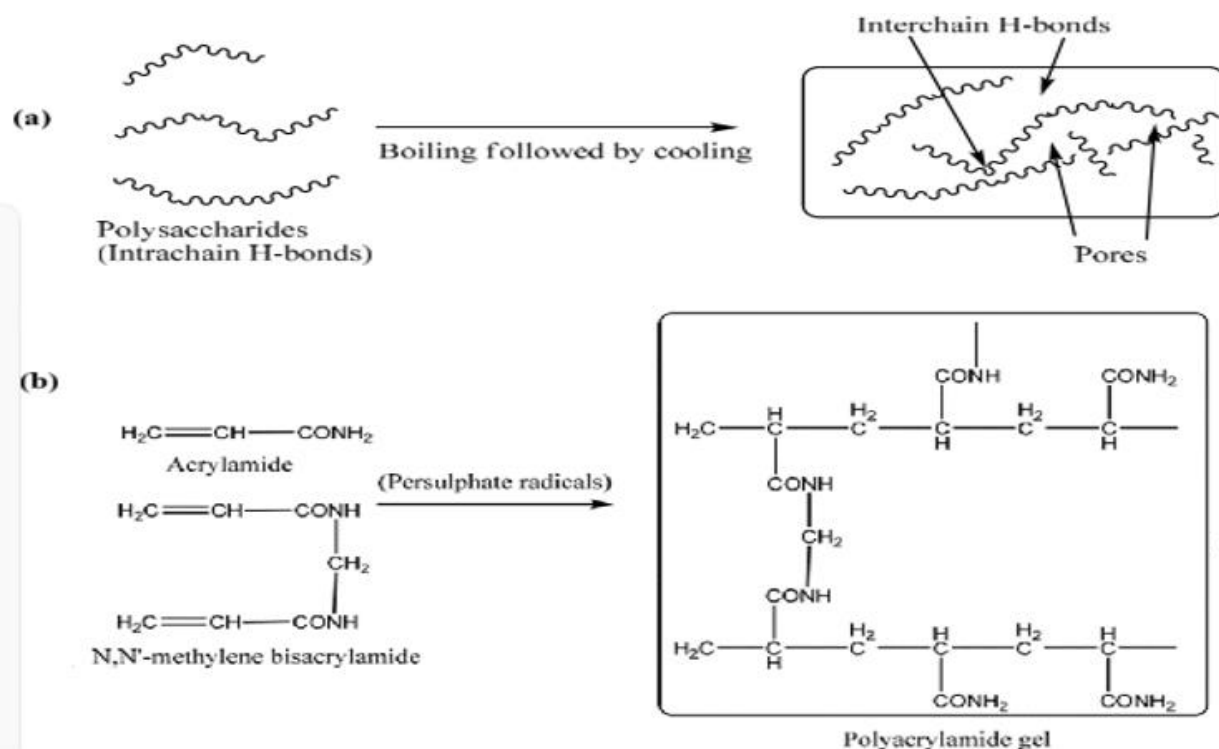 Interchain H-bonds
(a)
Boiling followed by cooling
Polysaccharides
(Intrachain H-bonds)
Pores
(b)
H₂C=CH—CONH₂
Acrylamide
(Persulphate radicals)
H₂C=CH—CONH
CH₂
H₂C=CH—CONH
N,N'-methylene bisacrylamide
CONH CONH₂
H H₂ H₂
H₂C—C—C—C—C—C—
H H
CONH
CH₂
CONH
H₂ H H₂ H
H₂C—C—C—C—C—C—
H
CONH₂ CONH₂
Polyacrylamide gel